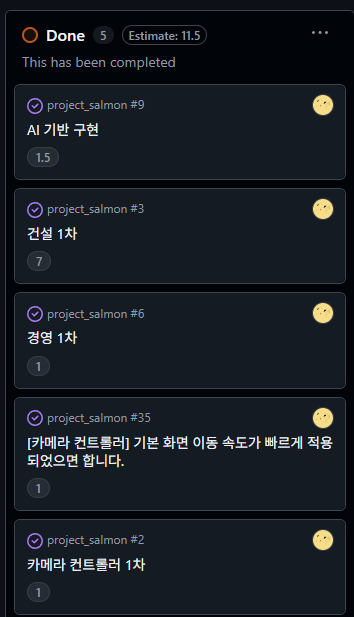 Done 5 Estimate: 11.5 ...
This has been completed
project_salmon #9
AI 기반 구현
1.5
project_salmon #3
건설 1차
7
project_salmon #6
경영 1차
1
project_salmon #35
[카메라 컨트롤러] 기본 화면 이동 속도가 빠르게 적용
되었으면 합니다.
1
project_salmon #2
카메라 컨트롤러 1차
1